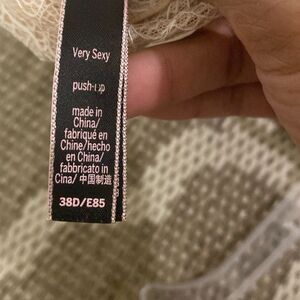 Very Sexy
push-up
made in
China/
fabriqué en
Chine/hecho
en China/
fabbricato in
Cina/ 中国制造
38D/E85